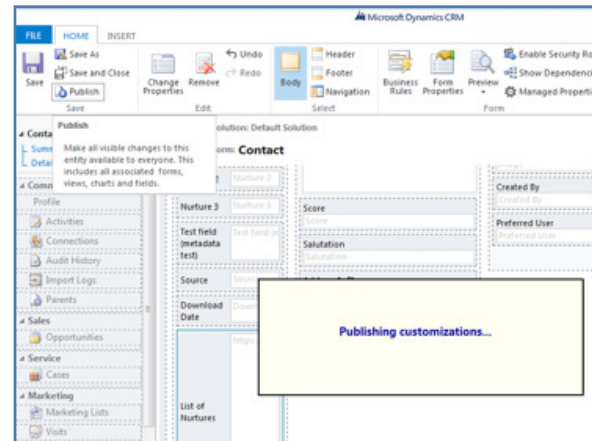 Microsoft Dynamics CRM
FILE HOME INSERT
Save
Save As
Save and Close
Publish
Save
Change Properties
Remove
Undo
Redo
Edit
Body
Header
Footer
Navigation
Select
Business Rules
Form Properties
Preview
Enable Security Ro
Show Dependenci
Managed Properti
Form
Publish
Make all visible changes to this
entity available to everyone. This
includes all associated forms,
views, charts and fields.
olution: Default Solution
Contact
Conta
Summ
Detai
Comm
Profile
Activities
Connections
Audit History
Import Logs
Parents
Sales
Opportunities
Service
Cases
Marketing
Marketing Lists
Visits
Nurture 2
Nurture 3 Nurture 3
Test field
(metadata
test)
Test field (m
Source
Download
Date
List of
Nurtures
https:
Score
Score
Salutation
Salutation
Created By
Created By
Preferred User
Preferred User
Publishing customizations...